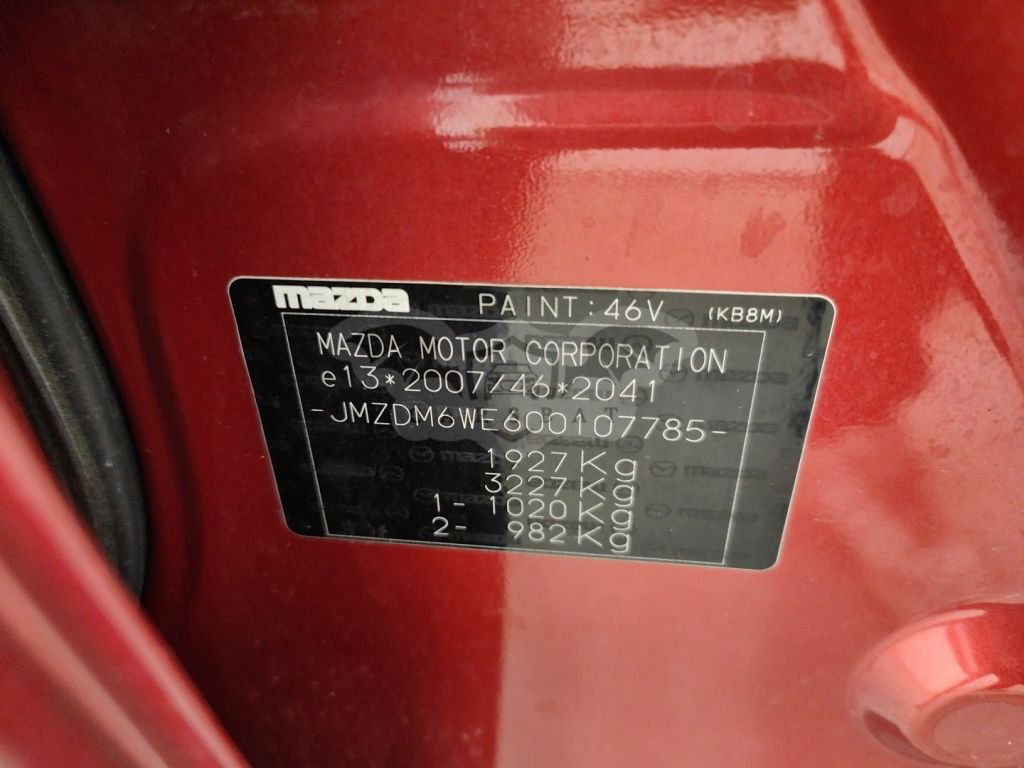 mazda PAINT:46V (KB8M)
MAZDA MOTOR CORPORATION
e13*2007/46*2041
-JMZDM6WE600107785-
1927Kg
3227Kg
1- 1020Kg
2- 982Kg